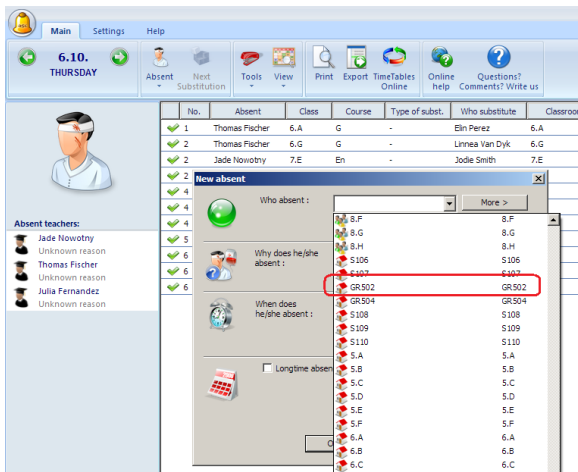 Main Settings Help
6.10.
THURSDAY
Absent Next Substitution Tools View Print Export TimeTables Online Online help Questions? Comments? Write us
No. Absent Class Course Type of subst. Who substitute Classroo
1 Thomas Fischer 6.A G - Elin Perez 6.A
2 Thomas Fischer 6.G G - Linnea Van Dyk 6.G
2 Jade Nowotny 7.E En - Jodie Smith 7.E
2
4
4
4
5
6
6
6
Absent teachers:
Jade Nowotny
Unknown reason
Thomas Fischer
Unknown reason
Julia Fernandez
Unknown reason
New absent
Who absent :
More >
Why does he/she
absent :
When does
he/she absent :
Longtime absen
O
8.F 8.F
8.G 8.G
8.H 8.H
S106 S106
S107 S107
GR502 GR502
GR504 GR504
S108 S108
S109 S109
S110 S110
5.A 5.A
5.B 5.B
5.C 5.C
5.D 5.D
5.E 5.E
5.F 5.F
6.A 6.A
6.B 6.B
6.C 6.C